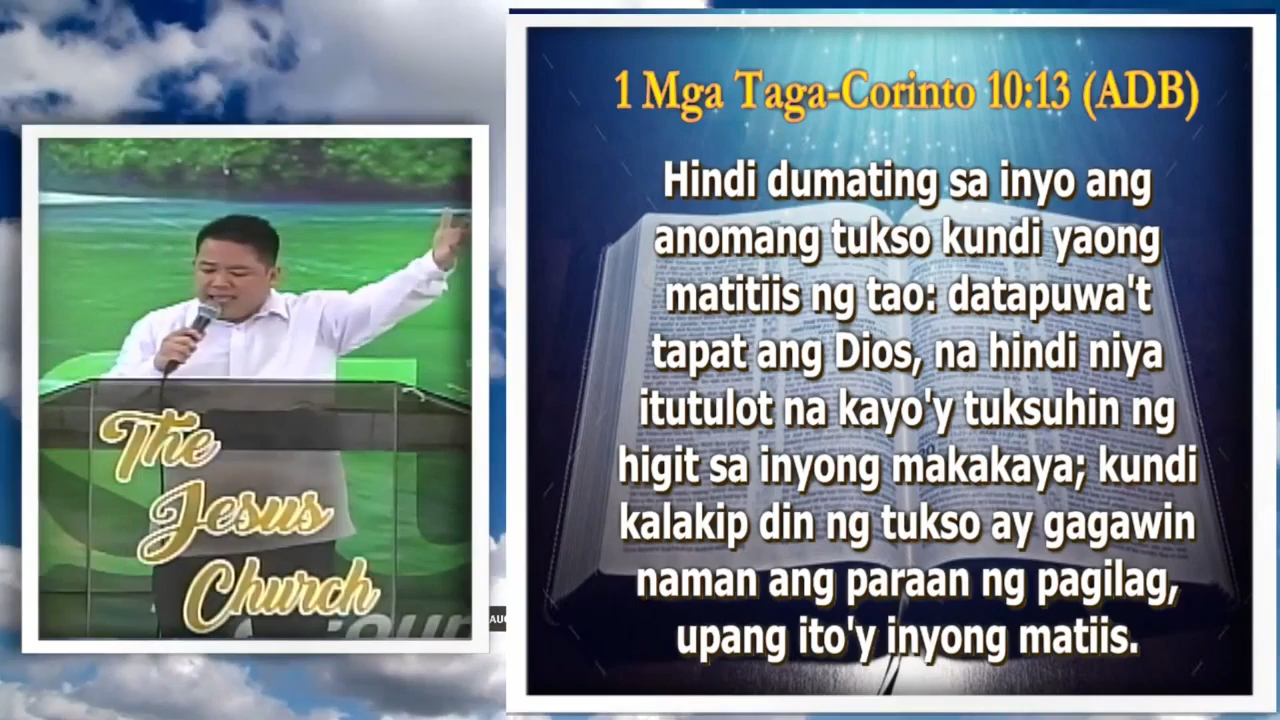 1 Mga Taga-Corinto 10:13 (ADB)
Hindi dumating sa inyo ang
anomang tukso kundi yaong
matitiis ng tao: datapuwa't
tapat ang Dios, na hindi niya
itutulot na kayo'y tuksuhin ng
higit sa inyong makakaya; kundi
kalakip din ng tukso ay gagawin
naman ang paraan ng pagilag,
upang ito'y inyong matiis.
The
Jesus
Church